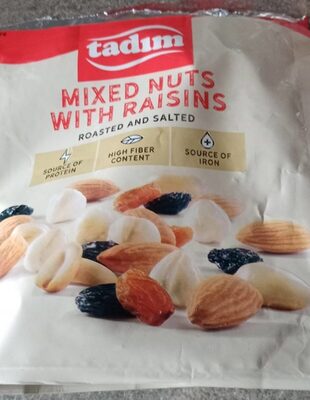 tadım
MIXED NUTS
WITH RAISINS
ROASTED AND SALTED
SOURCE OF
PROTEIN
HIGH FIBER
CONTENT
SOURCE OF
IRON